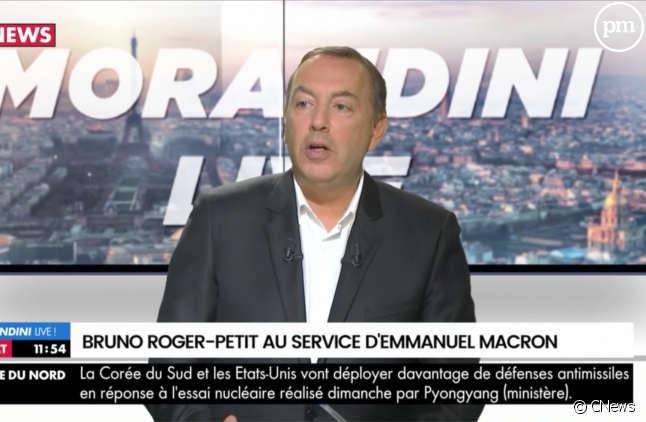 NEWS
pm
MORANDINI
LIVE
NDINI LIVE !
ET 11:54
BRUNO ROGER-PETIT AU SERVICE D'EMMANUEL MACRON
E DU NORD
La Corée du Sud et les Etats-Unis vont déployer davantage de défenses antimissiles
en réponse à l'essai nucléaire réalisé dimanche par Pyongyang (ministère).
© CNews